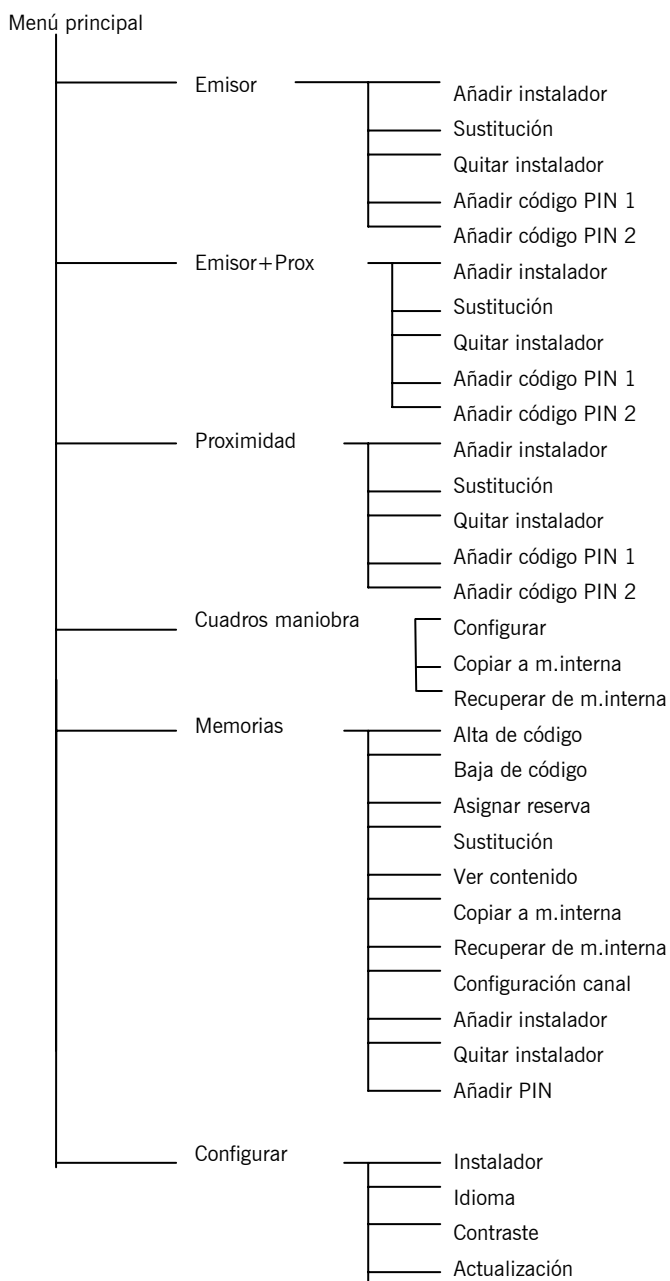 Menú principal
Emisor
Añadir instalador
Sustitución
Quitar instalador
Añadir código PIN 1
Añadir código PIN 2
Emisor+Prox
Añadir instalador
Sustitución
Quitar instalador
Añadir código PIN 1
Añadir código PIN 2
Proximidad
Añadir instalador
Sustitución
Quitar instalador
Añadir código PIN 1
Añadir código PIN 2
Cuadros maniobra
Configurar
Copiar a m.interna
Recuperar de m.interna
Memorias
Alta de código
Baja de código
Asignar reserva
Sustitución
Ver contenido
Copiar a m.interna
Recuperar de m.interna
Configuración canal
Añadir instalador
Quitar instalador
Añadir PIN
Configurar
Instalador
Idioma
Contraste
Actualización